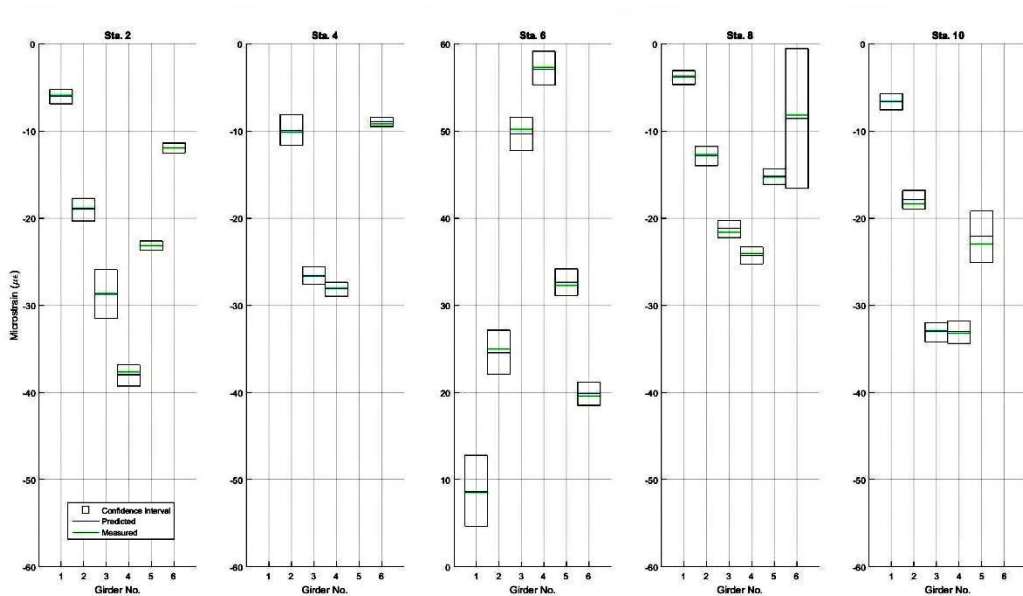 Sta. 2
Sta. 4
Sta. 6
Sta. 8
Sta. 10
Microstrain (με)
0
-10
-20
-30
-40
-50
-60
1 2 3 4 5 6
Girder No.
Confidence Interval
Predicted
Measured
0
-10
-20
-30
-40
-50
-60
1 2 3 4 5 6
Girder No.
60
50
40
30
20
10
0
1 2 3 4 5 6
Girder No.
0
-10
-20
-30
-40
-50
-60
1 2 3 4 5 6
Girder No.
0
-10
-20
-30
-40
-50
-60
1 2 3 4 5 6
Girder No.